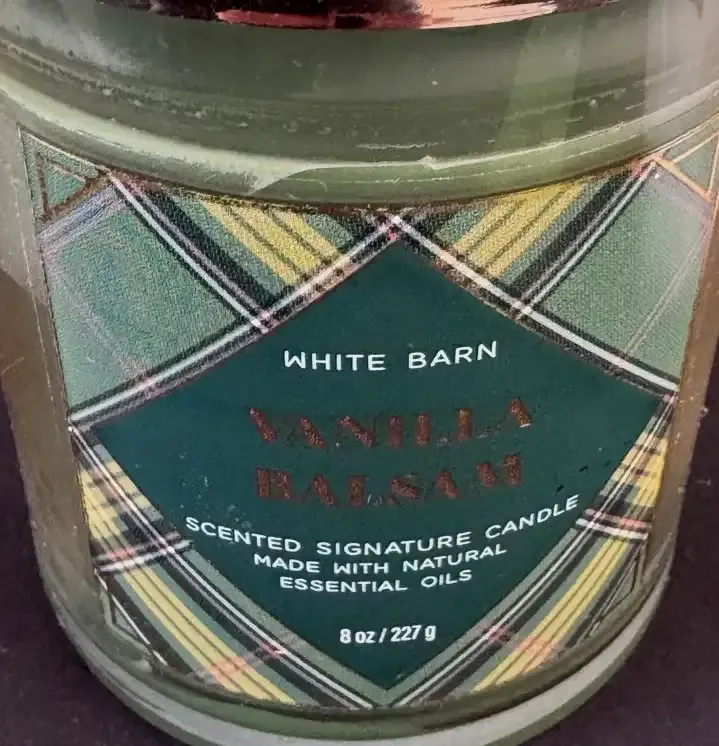 WHITE BARN
VANILLA
BALSAM
SCENTED SIGNATURE CANDLE
MADE WITH NATURAL
ESSENTIAL OILS
8 oz / 227 g